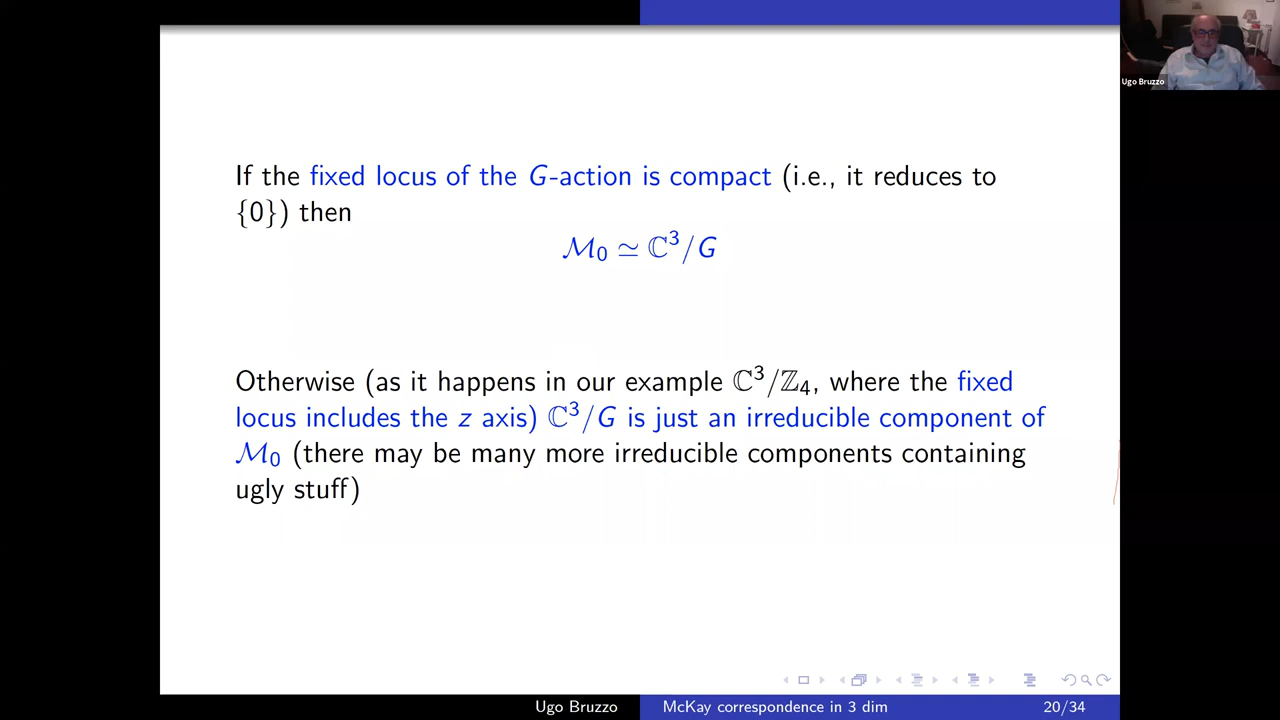 Ugo Bruzzo
If the fixed locus of the G-action is compact (i.e., it reduces to
{0}) then
ℳ₀ ≃ ℂ³/G
Otherwise (as it happens in our example ℂ³/ℤ₄, where the fixed
locus includes the z axis) ℂ³/G is just an irreducible component of
ℳ₀ (there may be many more irreducible components containing
ugly stuff)
Ugo Bruzzo McKay correspondence in 3 dim 20/34